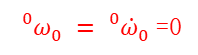 ⁰ω₀ = ⁰ω̇₀ =0